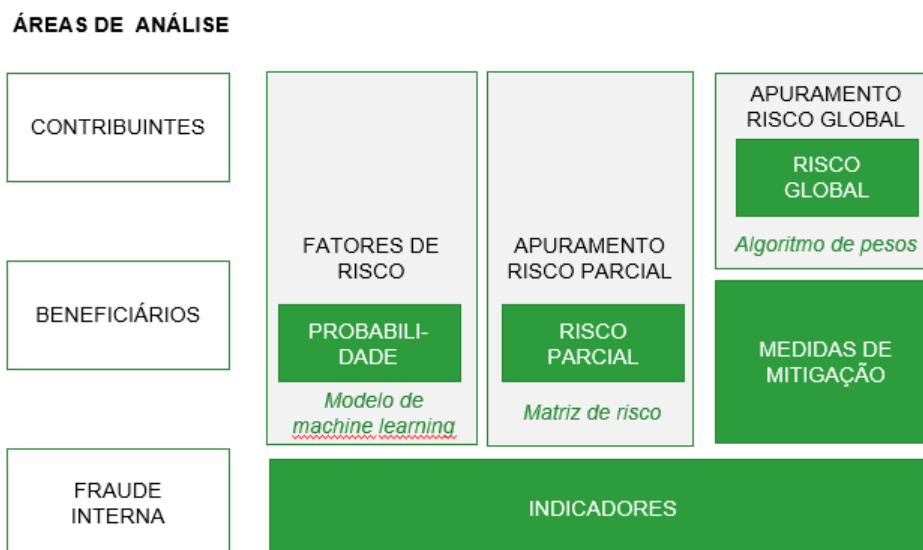 ÁREAS DE ANÁLISE
CONTRIBUINTES
BENEFICIÁRIOS
FRAUDE
INTERNA
FATORES DE
RISCO
PROBABILI-
DADE
Modelo de
machine learning
APURAMENTO
RISCO PARCIAL
RISCO
PARCIAL
Matriz de risco
APURAMENTO
RISCO GLOBAL
RISCO
GLOBAL
Algoritmo de pesos
MEDIDAS DE
MITIGAÇÃO
INDICADORES